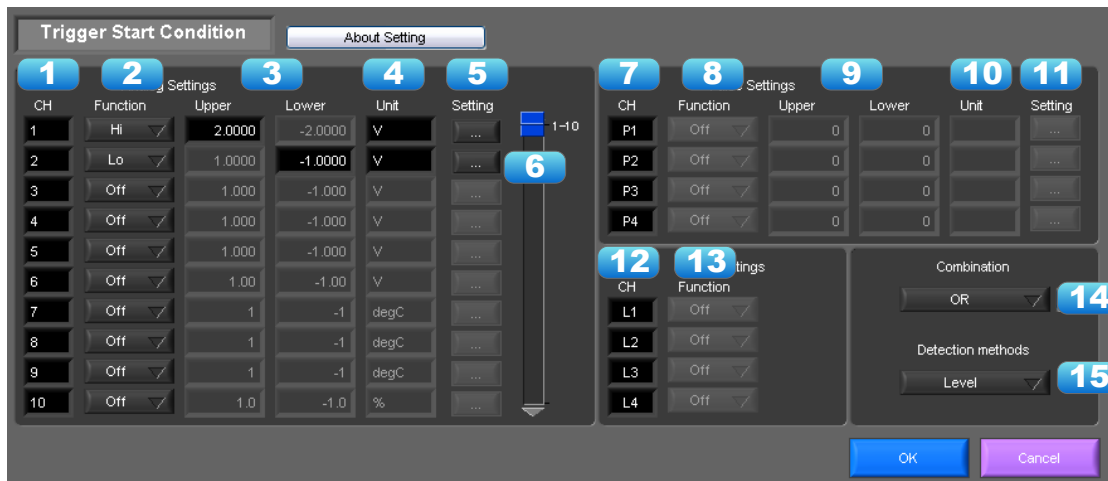 Trigger Start Condition
About Setting
1 2 3 4 5
g Settings
CH Function Upper Lower Unit Setting
1 Hi 2.0000 -2.0000 V ...
2 Lo 1.0000 -1.0000 V ...
3 Off 1.000 -1.000 V ...
4 Off 1.000 -1.000 V ...
5 Off 1.000 -1.000 V ...
6 Off 1.00 -1.00 V ...
7 Off 1 -1 degC ...
8 Off 1 -1 degC ...
9 Off 1 -1 degC ...
10 Off 1.0 -1.0 % ...
1-10
6
7 8 9 10 11
Settings
CH Function Upper Lower Unit Setting
P1 Off 0 0 ...
P2 Off 0 0 ...
P3 Off 0 0 ...
P4 Off 0 0 ...
12 13
tings
CH Function
L1 Off
L2 Off
L3 Off
L4 Off
Combination
OR
14
Detection methods
Level
15
OK
Cancel